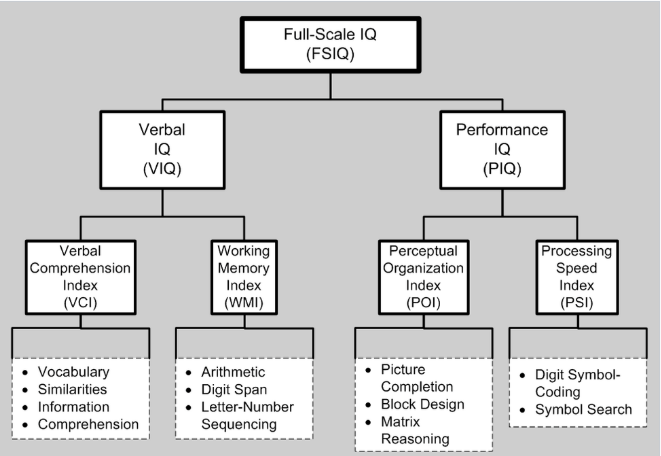 Full-Scale IQ
(FSIQ)
Verbal
IQ
(VIQ)
Performance
IQ
(PIQ)
Verbal
Comprehension
Index
(VCI)
Working
Memory
Index
(WMI)
Perceptual
Organization
Index
(POI)
Processing
Speed
Index
(PSI)
• Vocabulary
• Similarities
• Information
• Comprehension
• Arithmetic
• Digit Span
• Letter-Number
Sequencing
• Picture
Completion
• Block Design
• Matrix
Reasoning
• Digit Symbol-
Coding
• Symbol Search